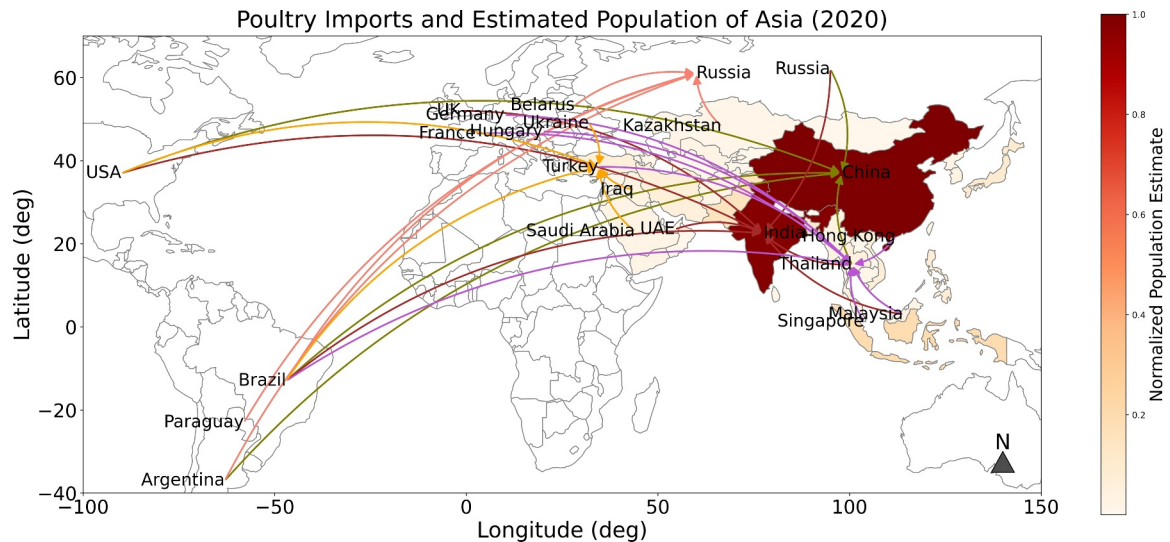 Poultry Imports and Estimated Population of Asia (2020)
Latitude (deg)
60
40
20
0
−20
−40
Russia
Russia
UK
Belarus
Germany
Ukraine
Kazakhstan
France
Hungary
USA
Turkey
China
Iraq
Saudi Arabia
UAE
India
Hong Kong
Thailand
Malaysia
Singapore
Brazil
Paraguay
Argentina
N
−100
−50
0
50
100
150
Longitude (deg)
1.0
0.8
0.6
0.4
0.2
Normalized Population Estimate